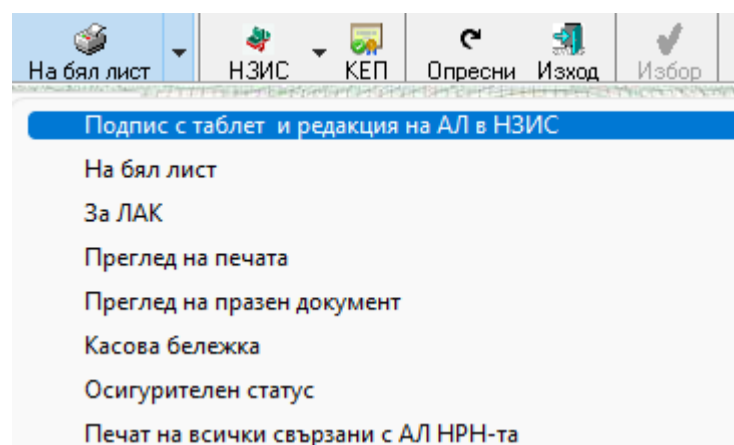 На бял лист НЗИС КЕП Опресни Изход Избор
Подпис с таблет и редакция на АЛ в НЗИС
На бял лист
За ЛАК
Преглед на печата
Преглед на празен документ
Касова бележка
Осигурителен статус
Печат на всички свързани с АЛ НРН-та